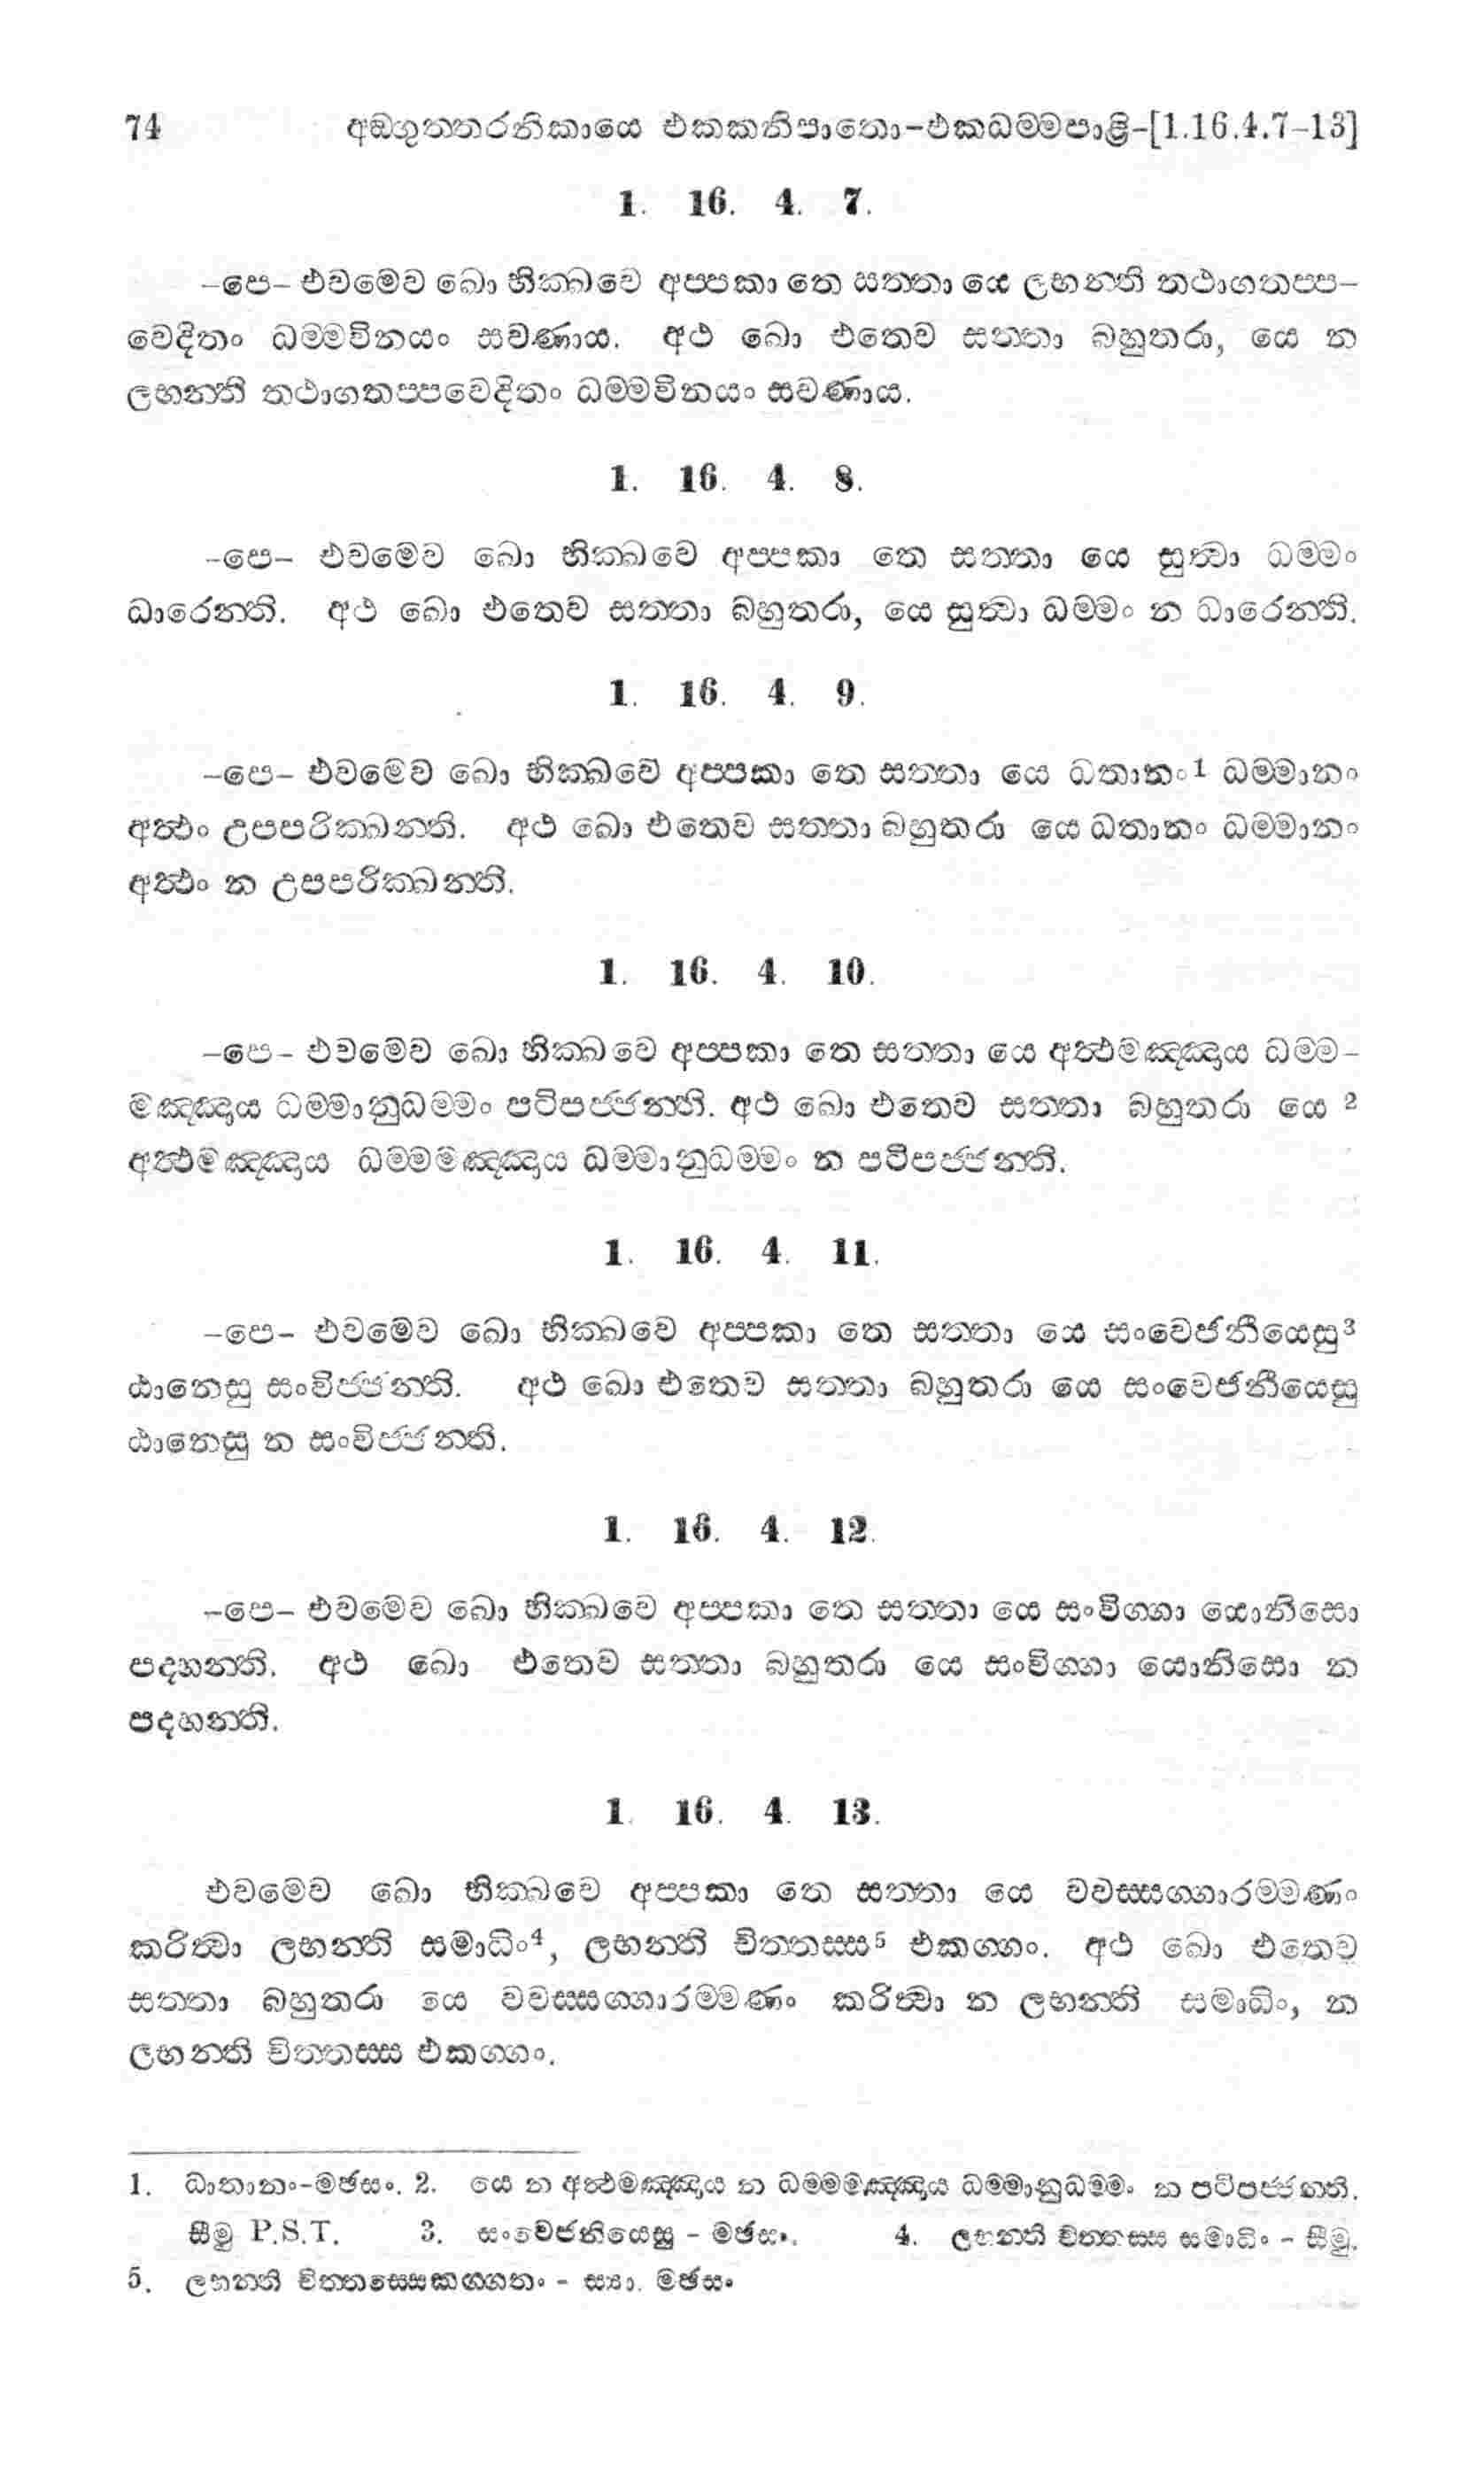 74 අඞ්ගුත්තරනිකායෙ එකකනිපාතො-එකධම්මපාළි-[1.16.4.7-13]
1. 16. 4. 7.
-පෙ- එවමෙව ඛො භික්ඛවෙ අප්පකා තෙ සත්තා යෙ ලභන්ති තථාගතප්ප-
වෙදිතං ධම්මවිනයං සවණාය. අථ ඛො එතෙව සත්තා බහුතරා, යෙ න
ලභන්ති තථාගතප්පවෙදිතං ධම්මවිනයං සවණාය.
1. 16. 4. 8.
-පෙ- එවමෙව ඛො භික්ඛවෙ අප්පකා තෙ සත්තා යෙ සුත්වා ධම්මං
ධාරෙන්ති. අථ ඛො එතෙව සත්තා බහුතරා, යෙ සුත්වා ධම්මං න ධාරෙන්ති.
1. 16. 4. 9.
-පෙ- එවමෙව ඛො භික්ඛවෙ අප්පකා තෙ සත්තා යෙ ධතානං1 ධම්මානං
අත්ථං උපපරික්ඛන්ති. අථ ඛො එතෙව සත්තා බහුතරා යෙ ධතානං ධම්මානං
අත්ථං න උපපරික්ඛන්ති.
1. 16. 4. 10.
-පෙ- එවමෙව ඛො භික්ඛවෙ අප්පකා තෙ සත්තා යෙ අත්ථමඤ්ඤාය ධම්ම-
මඤ්ඤාය ධම්මානුධම්මං පටිපජ්ජන්ති. අථ ඛො එතෙව සත්තා බහුතරා යෙ 2
අත්ථමඤ්ඤාය ධම්මමඤ්ඤාය ධම්මානුධම්මං න පටිපජ්ජන්ති.
1. 16. 4. 11.
-පෙ- එවමෙව ඛො භික්ඛවෙ අප්පකා තෙ සත්තා යෙ සංවෙජනීයෙසු3
ඨානෙසු සංවිජ්ජන්ති. අථ ඛො එතෙව සත්තා බහුතරා යෙ සංවෙජනීයෙසු
ඨානෙසු න සංවිජ්ජන්ති.
1. 16. 4. 12.
-පෙ- එවමෙව ඛො භික්ඛවෙ අප්පකා තෙ සත්තා යෙ සංවිග්ගා යොනිසො
පදහන්ති. අථ ඛො එතෙව සත්තා බහුතරා යෙ සංවිග්ගා යොනිසො න
පදහන්ති.
1. 16. 4. 13.
එවමෙව ඛො භික්ඛවෙ අප්පකා තෙ සත්තා යෙ වවස්සග්ගාරම්මණං
කරිත්වා ලභන්ති සමාධිං4, ලභන්ති චිත්තස්ස5 එකග්ගං. අථ ඛො එතෙව
සත්තා බහුතරා යෙ වවස්සග්ගාරම්මණං කරිත්වා න ලභන්ති සමාධිං, න
ලභන්ති චිත්තස්ස එකග්ගං.
1. ධාතානං-මඡසං. 2. යෙ න අත්ථමඤ්ඤාය න ධම්මමඤ්ඤාය ධම්මානුධම්මං න පටිපජ්ජන්ති.
සීමු P.S.T. 3. සංවෙජනියෙසු - මඡසං. 4. ලභන්ති චිත්තස්ස සමාධිං - සීමු.
5. ලභන්ති චිත්තස්සෙකග්ගතං - ස්‍යා. මඡසං